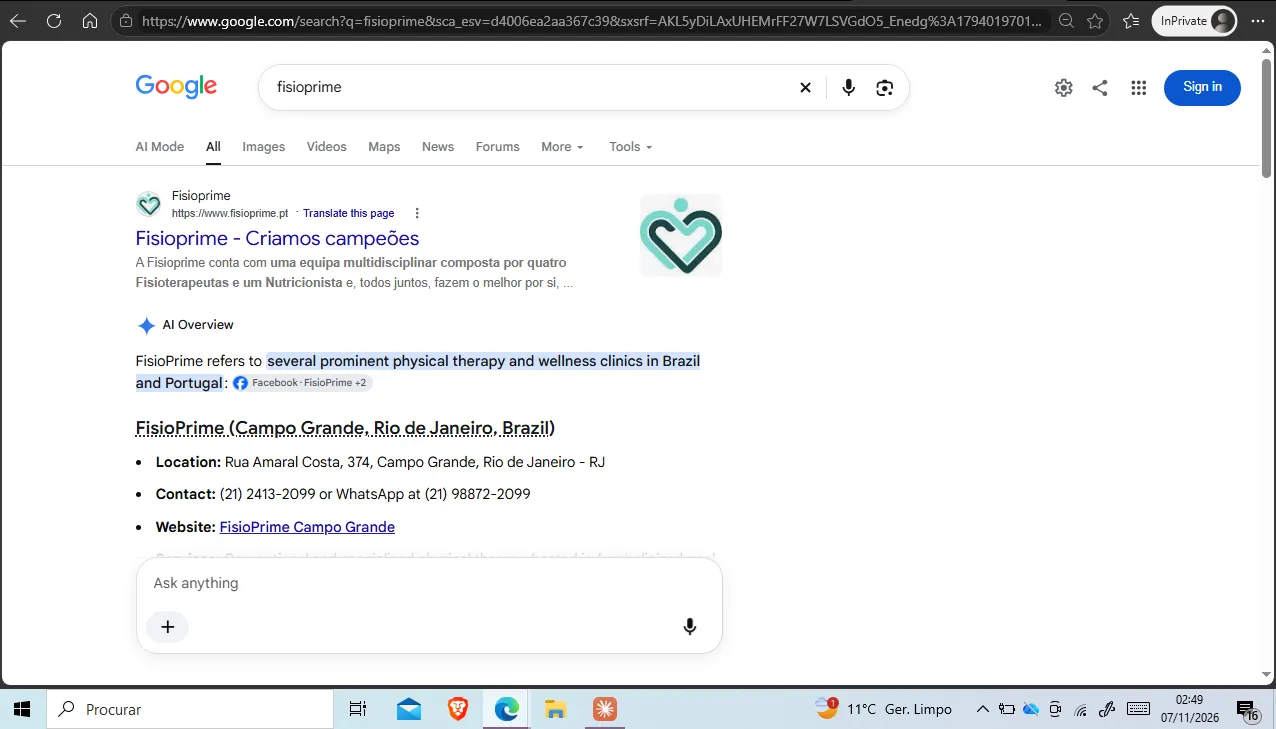 https://www.google.com/search?q=fisioprime&sca_esv=d4006ea2aa367c39&sxsrf=AKL5yDiLAxUHEMrFF27W7LSVGdO5_Enedg%3A1794019701...
InPrivate
Google
fisioprime
Sign in
AI Mode All Images Videos Maps News Forums More Tools
Fisioprime
https://www.fisioprime.pt · Translate this page
Fisioprime - Criamos campeões
A Fisioprime conta com uma equipa multidisciplinar composta por quatro
Fisioterapeutas e um Nutricionista e, todos juntos, fazem o melhor por si, ...
AI Overview
FisioPrime refers to several prominent physical therapy and wellness clinics in Brazil
and Portugal: Facebook · FisioPrime +2
FisioPrime (Campo Grande, Rio de Janeiro, Brazil)
• Location: Rua Amaral Costa, 374, Campo Grande, Rio de Janeiro - RJ
• Contact: (21) 2413-2099 or WhatsApp at (21) 98872-2099
• Website: FisioPrime Campo Grande
Ask anything
Procurar
1
11°C Ger. Limpo
02:49
07/11/2026
16